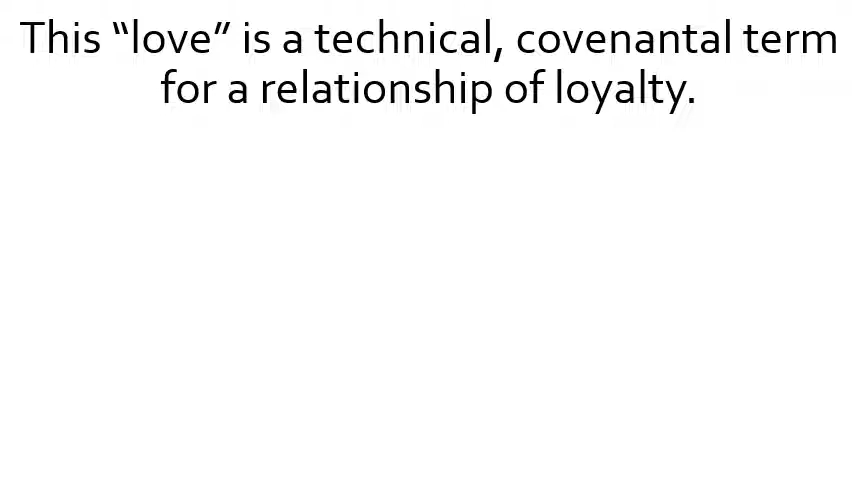 This “love” is a technical, covenantal term
for a relationship of loyalty.